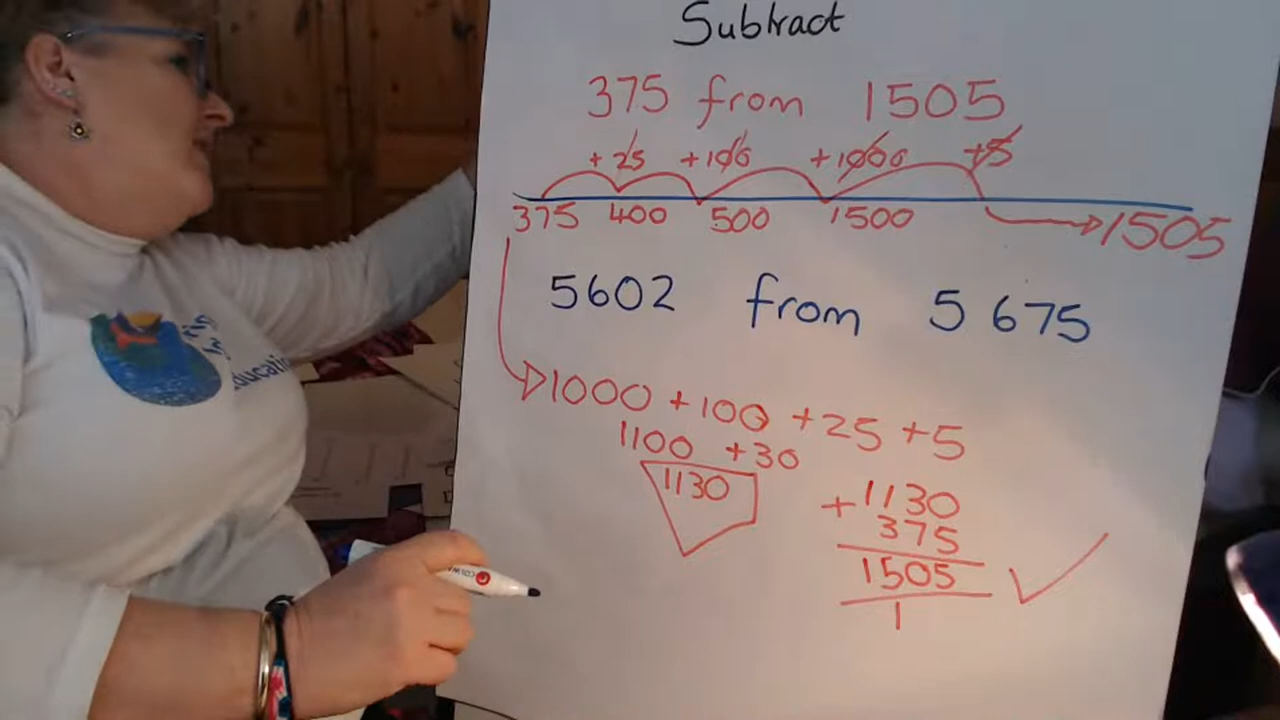 Subtract
375 from 1505
+25 +100 +1000 +5
375 400 500 1500 1505
5602 from 5675
1000 +100 +25 +5
1100 +30
1130
+1130
375
1505
1
Education